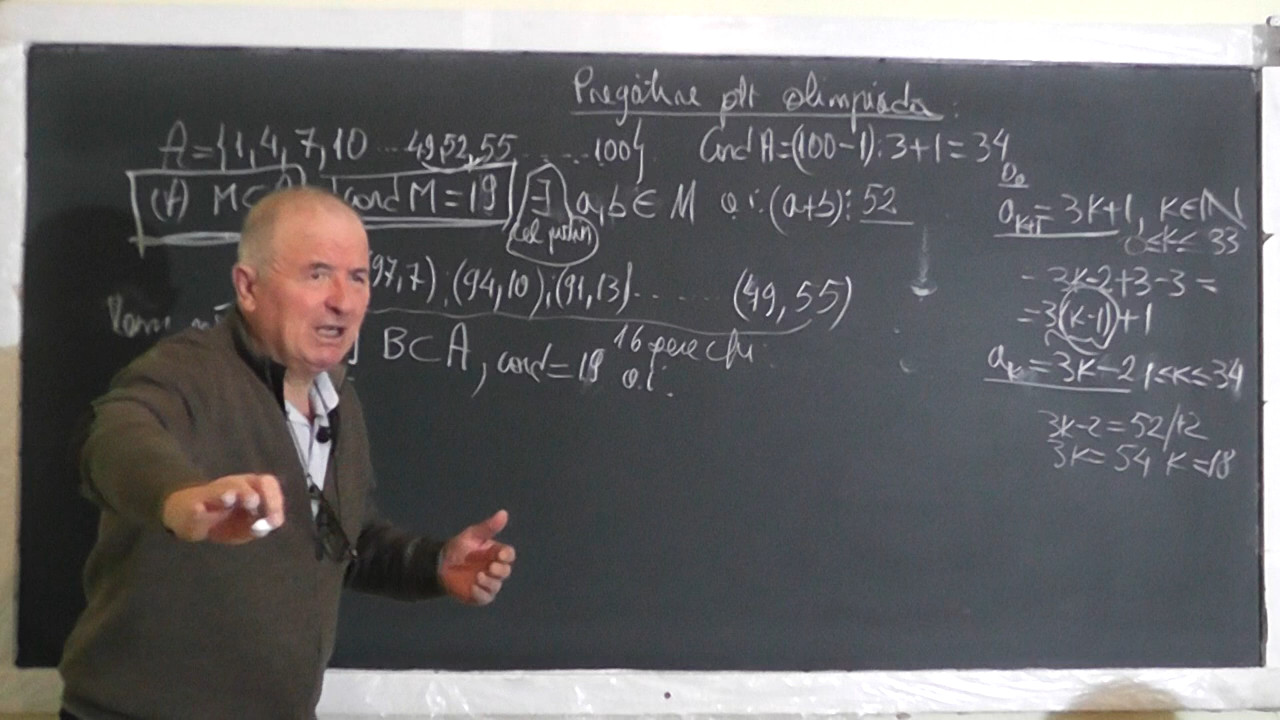 Pregătire ptr olimpiada.
A={1, 4, 7, 10 ... 49,52,55 ... 100} Card A=(100-1):3+1=34
(∀) M⊂ card M=19 ∃ a,b∈M a.î. (a+b)⋮52
(cel puțin)
97,7);(94,10);(91,13)........(49,55)
B⊂A, card=19 16 perechi
a.î.
a_{k+1}=3k+1, k∈ℕ
0≤k≤33
=3k-2+3-3=
=3(k-1)+1
a_k=3k-2, 1≤k≤34
3k-2=52/+2
3k=54 k=18